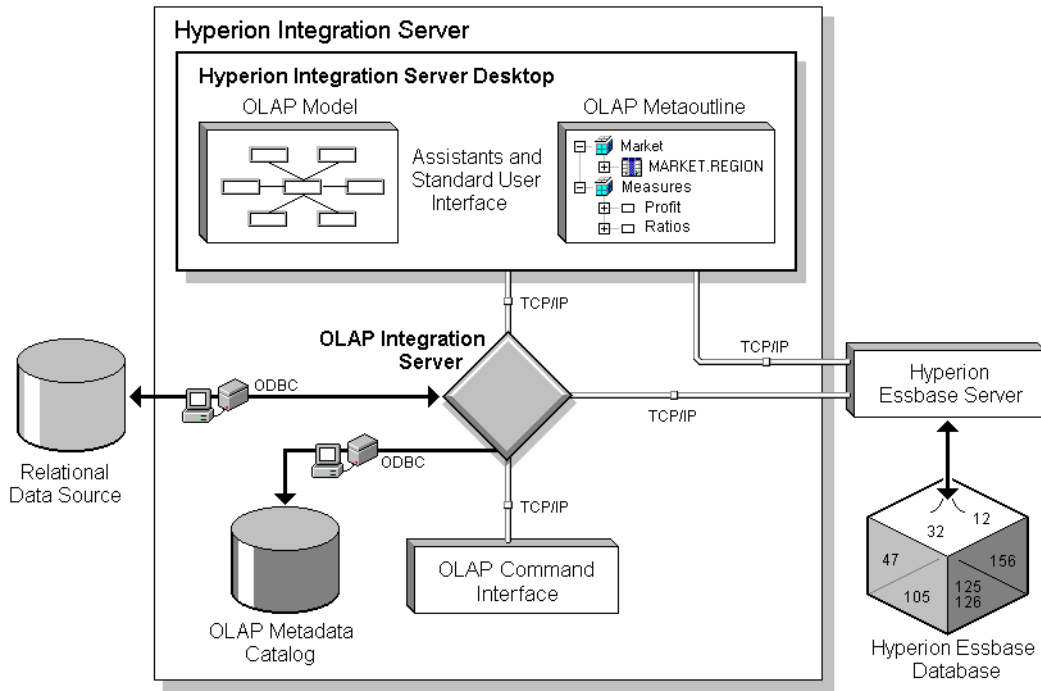 Hyperion Integration Server
Hyperion Integration Server Desktop
OLAP Model
OLAP Metaoutline
Assistants and
Standard User
Interface
Market
MARKET.REGION
Measures
Profit
Ratios
TCP/IP
TCP/IP
OLAP Integration
Server
ODBC
TCP/IP
Hyperion
Essbase Server
Relational
Data Source
ODBC
TCP/IP
OLAP Command
Interface
OLAP Metadata
Catalog
32
12
47
105
156
125
126
Hyperion Essbase
Database